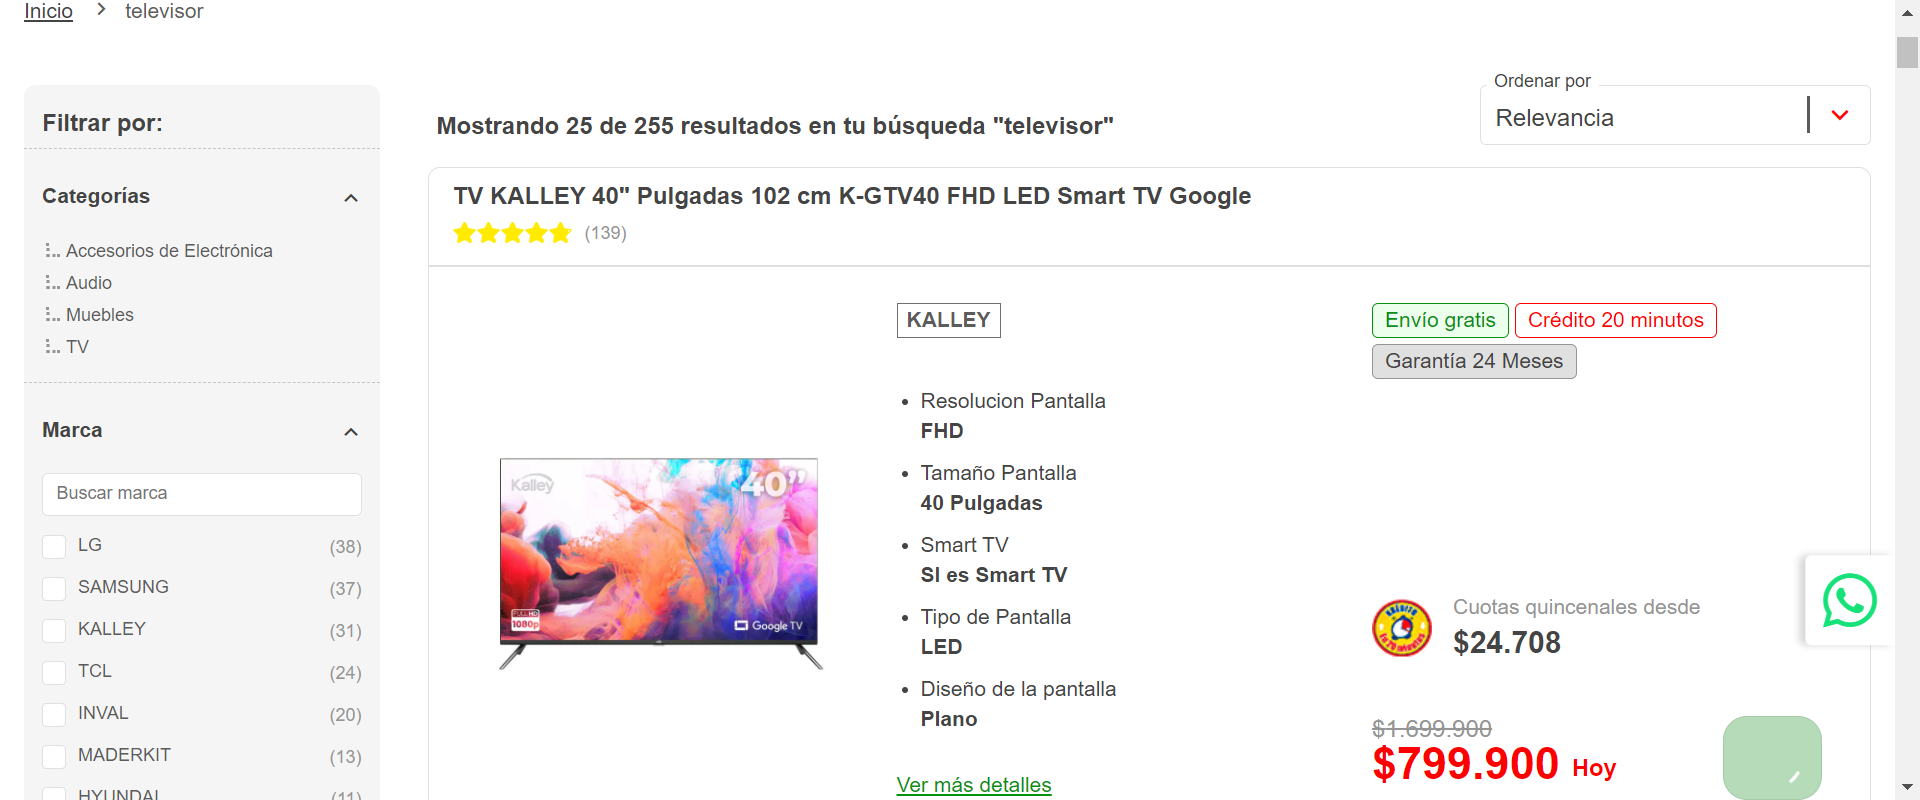 Inicio
televisor
Filtrar por:
Categorías
Accesorios de Electrónica
Audio
Muebles
TV
Marca
Buscar marca
LG (38)
SAMSUNG (37)
KALLEY (31)
TCL (24)
INVAL (20)
MADERKIT (13)
HYUNDAI (11)
Mostrando 25 de 255 resultados en tu búsqueda "televisor"
Ordenar por
Relevancia
TV KALLEY 40" Pulgadas 102 cm K-GTV40 FHD LED Smart TV Google
(139)
Kalley
40”
FULL HD
1080p
Google TV
KALLEY
Resolucion Pantalla
FHD
Tamaño Pantalla
40 Pulgadas
Smart TV
SI es Smart TV
Tipo de Pantalla
LED
Diseño de la pantalla
Plano
Ver más detalles
Envío gratis
Crédito 20 minutos
Garantía 24 Meses
Cuotas quincenales desde
$24.708
$1.699.900
$799.900 Hoy